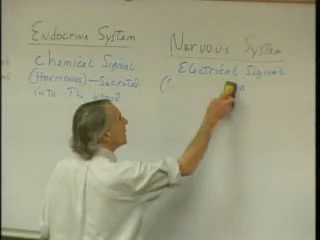 Endocrine System
Chemical Signal
(Hormones) — Secreted
into The blood
Nervous System
Electrical Signal
(